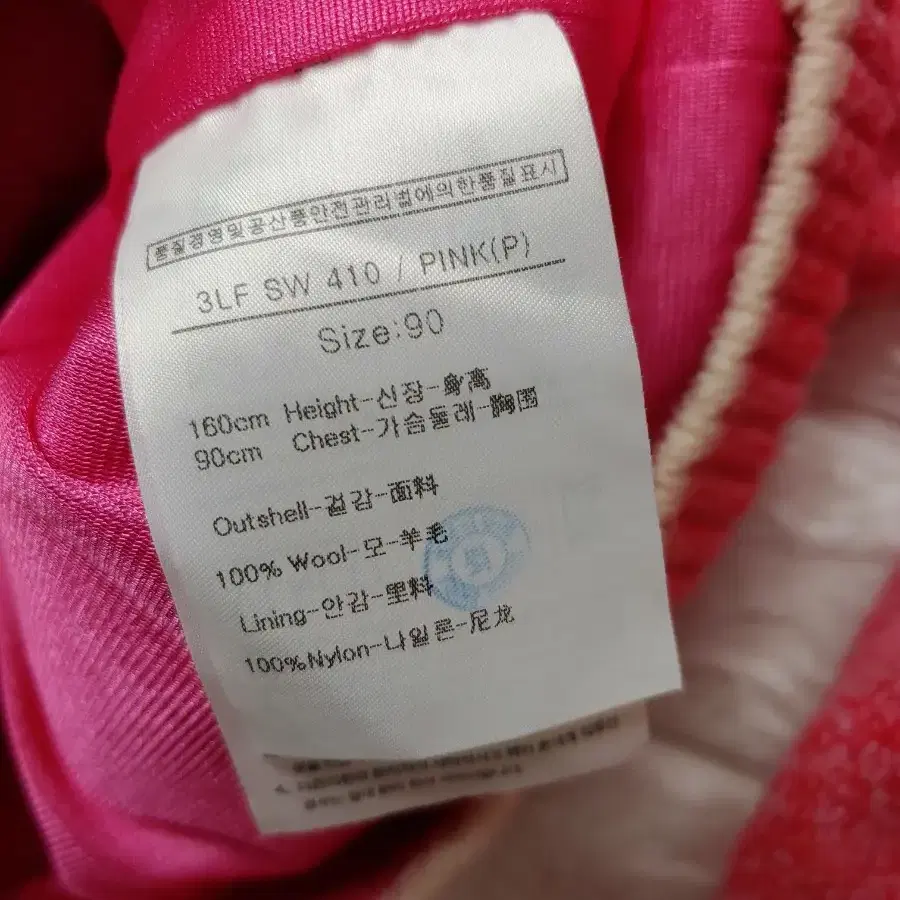 품질경영및공산품안전관리법에의한품질표시
3LF SW 410 / PINK(P)
Size:90
160cm Height-신장-身高
90cm Chest-가슴둘레-胸围
Outshell-겉감-面料
100% Wool-모-羊毛
Lining-안감-里料
100%Nylon-나일론-尼龙